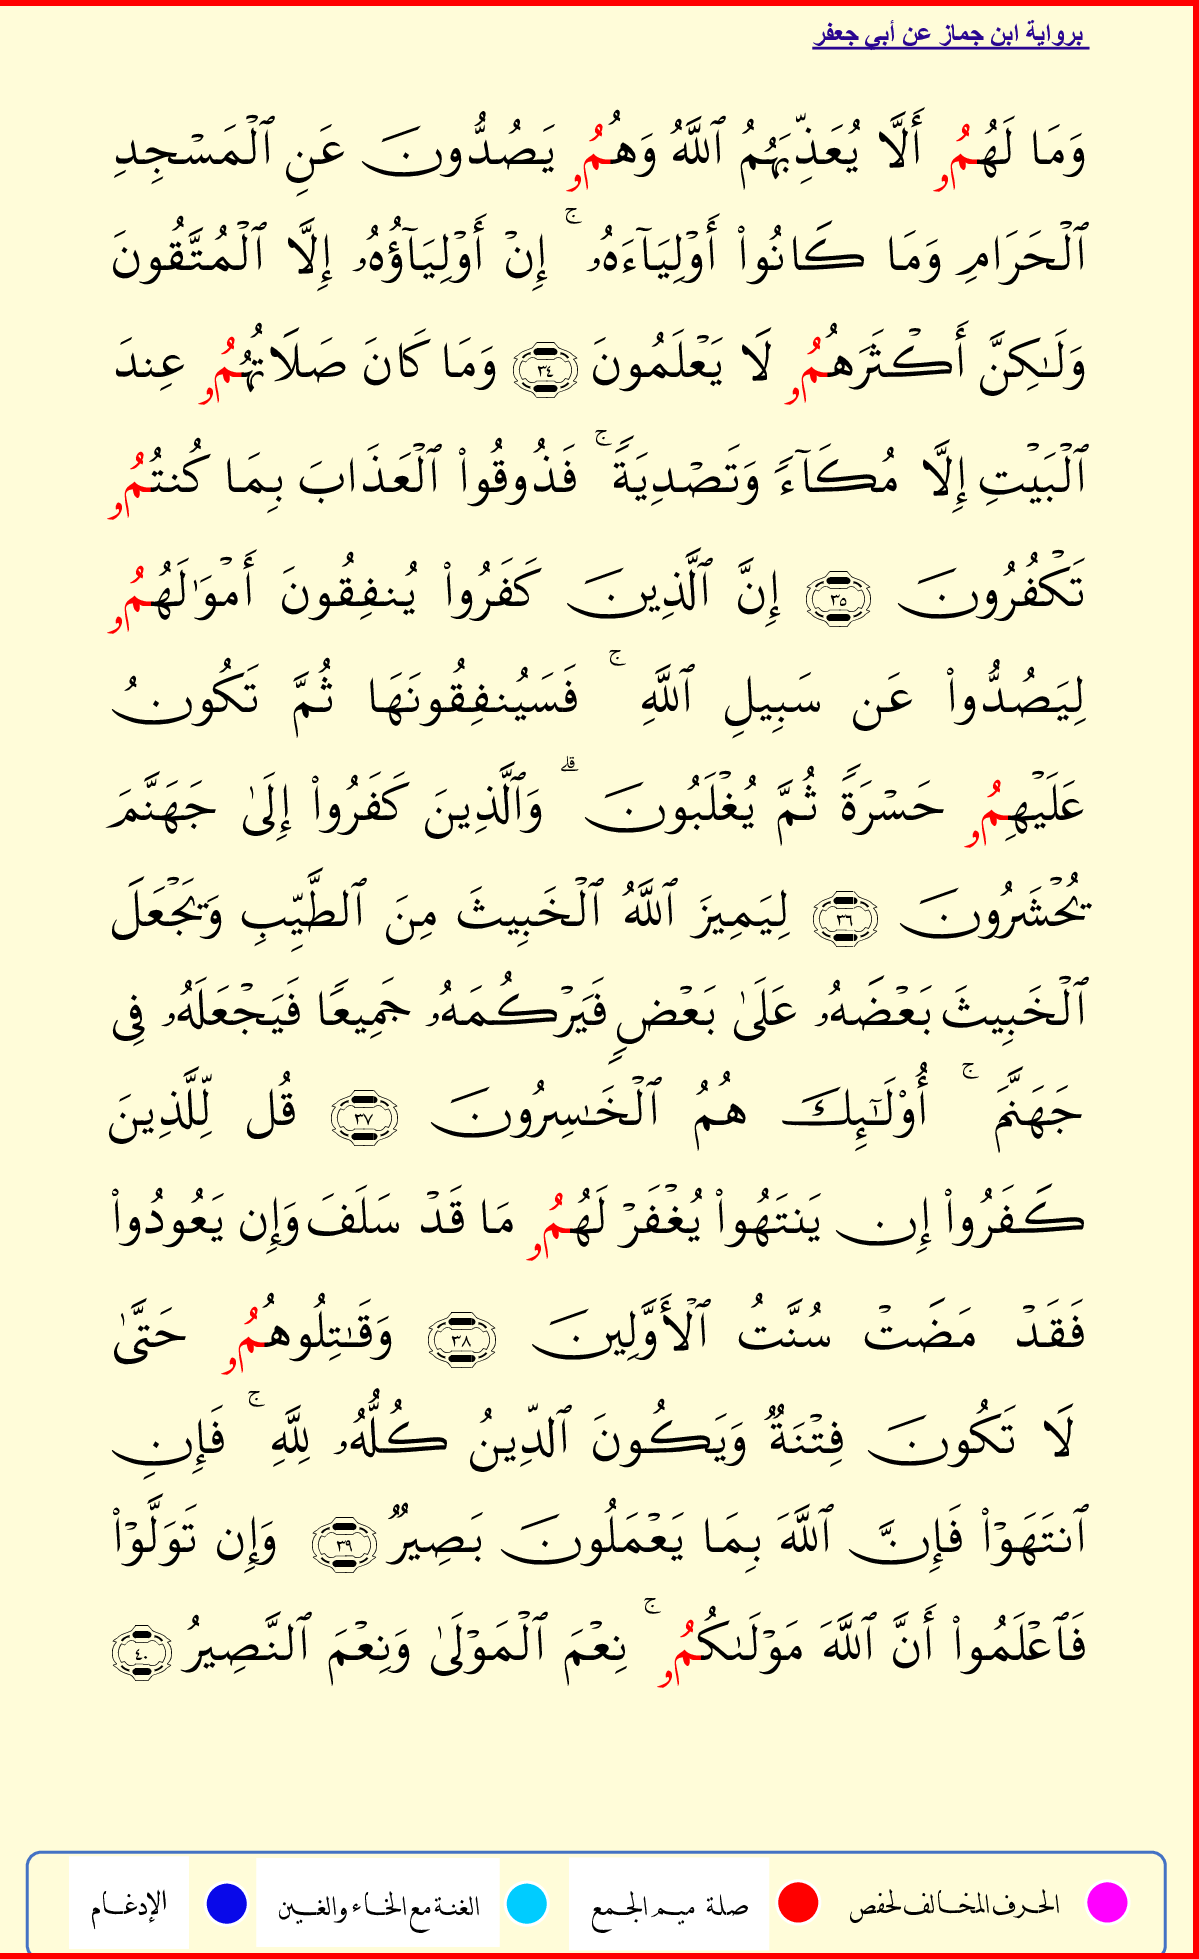 برواية ابن جماز عن أبي جعفر
وَمَا لَهُمُۥ أَلَّا يُعَذِّبَهُمُ ٱللَّهُ وَهُمُۥ يَصُدُّونَ عَنِ ٱلْمَسْجِدِ
ٱلْحَرَامِ وَمَا كَانُوا۟ أَوْلِيَآءَهُۥ ۚ إِنْ أَوْلِيَآؤُهُۥ إِلَّا ٱلْمُتَّقُونَ
وَلَـٰكِنَّ أَكْثَرَهُمُۥ لَا يَعْلَمُونَ ٣٤ وَمَا كَانَ صَلَاتُهُمُۥ عِندَ
ٱلْبَيْتِ إِلَّا مُكَآءً وَتَصْدِيَةً ۚ فَذُوقُوا۟ ٱلْعَذَابَ بِمَا كُنتُمُۥ
تَكْفُرُونَ ٣٥ إِنَّ ٱلَّذِينَ كَفَرُوا۟ يُنفِقُونَ أَمْوَٰلَهُمُۥ
لِيَصُدُّوا۟ عَن سَبِيلِ ٱللَّهِ ۚ فَسَيُنفِقُونَهَا ثُمَّ تَكُونُ
عَلَيْهِمُۥ حَسْرَةً ثُمَّ يُغْلَبُونَ ۗ وَٱلَّذِينَ كَفَرُوا۟ إِلَىٰ جَهَنَّمَ
يُحْشَرُونَ ٣٦ لِيَمِيزَ ٱللَّهُ ٱلْخَبِيثَ مِنَ ٱلطَّيِّبِ وَيَجْعَلَ
ٱلْخَبِيثَ بَعْضَهُۥ عَلَىٰ بَعْضٍ فَيَرْكُمَهُۥ جَمِيعًا فَيَجْعَلَهُۥ فِى
جَهَنَّمَ ۚ أُو۟لَـٰٓئِكَ هُمُ ٱلْخَـٰسِرُونَ ٣٧ قُل لِّلَّذِينَ
كَفَرُوا۟ إِن يَنتَهُوا۟ يُغْفَرْ لَهُمُۥ مَا قَدْ سَلَفَ وَإِن يَعُودُوا۟
فَقَدْ مَضَتْ سُنَّتُ ٱلْأَوَّلِينَ ٣٨ وَقَـٰتِلُوهُمُۥ حَتَّىٰ
لَا تَكُونَ فِتْنَةٌ وَيَكُونَ ٱلدِّينُ كُلُّهُۥ لِلَّهِ ۚ فَإِنِ
ٱنتَهَوْا۟ فَإِنَّ ٱللَّهَ بِمَا يَعْمَلُونَ بَصِيرٌ ٣٩ وَإِن تَوَلَّوْا۟
فَٱعْلَمُوا۟ أَنَّ ٱللَّهَ مَوْلَىٰكُمُۥ ۚ نِعْمَ ٱلْمَوْلَىٰ وَنِعْمَ ٱلنَّصِيرُ ٤٠
الحرف المخالف لحفص صلة ميم الجمع الغنة مع الخاء والغين الإدغام